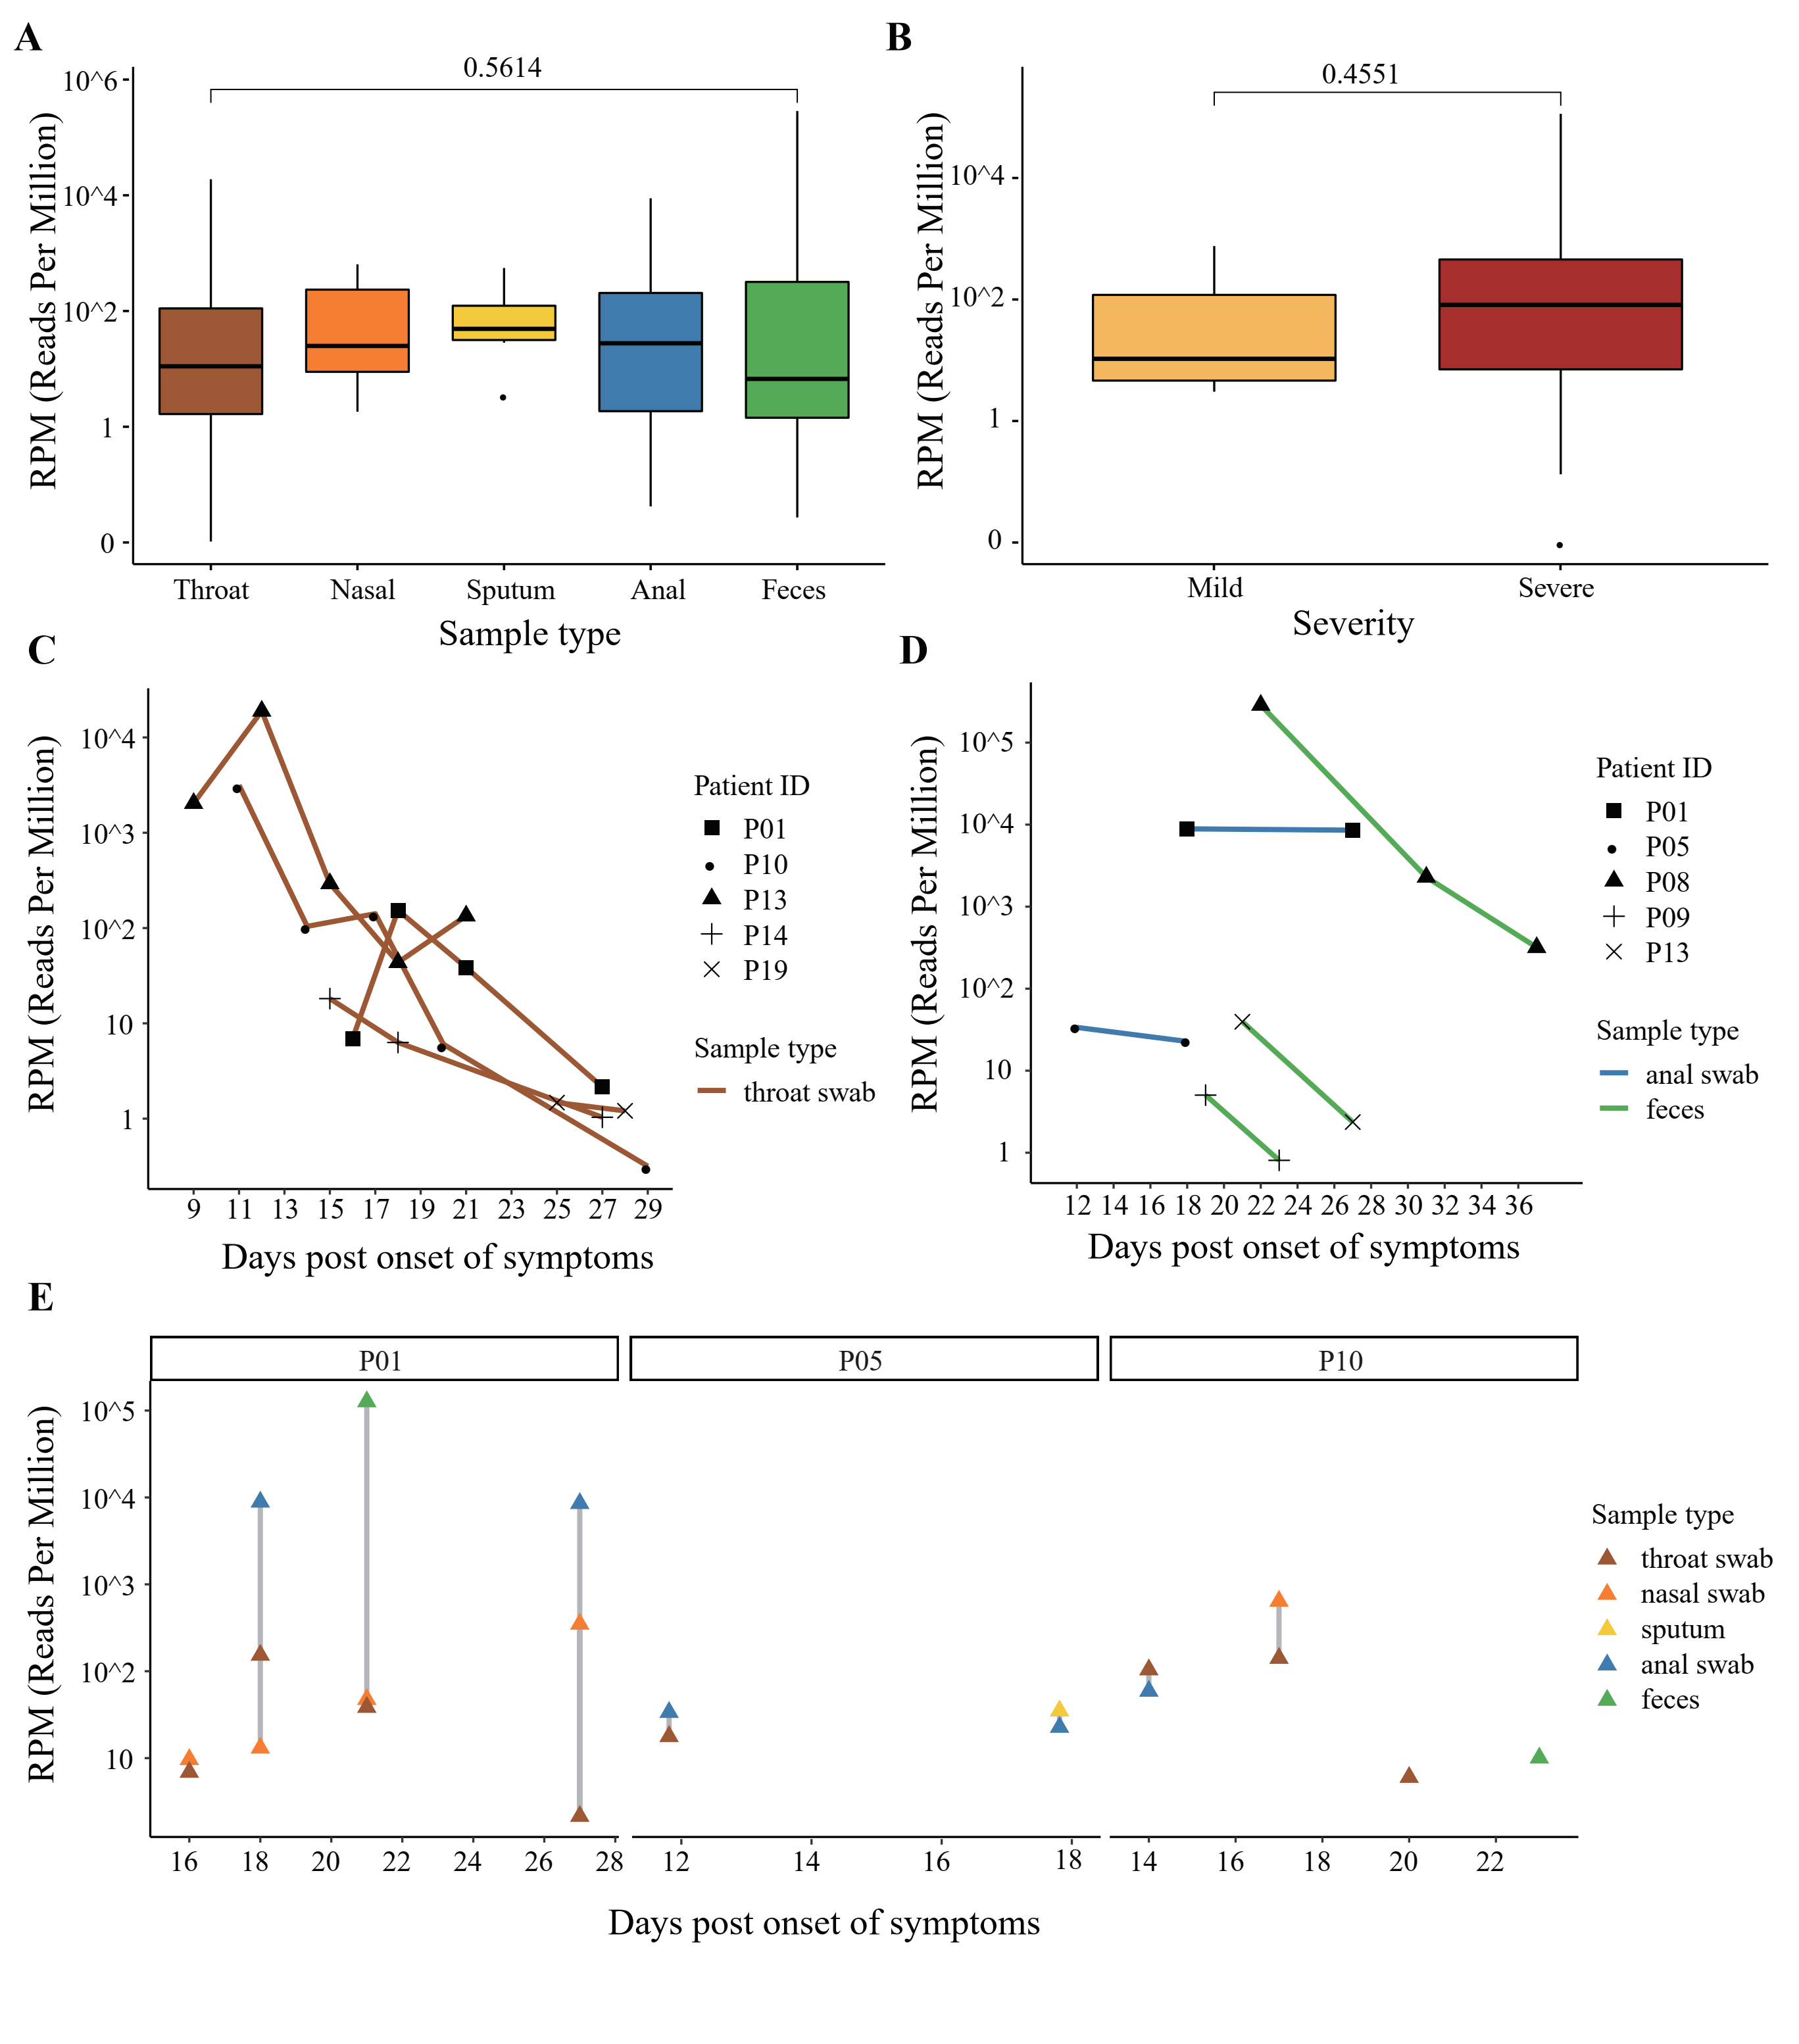 A
0.5614
10^6
10^4
10^2
1
0
RPM (Reads Per Million)
Throat Nasal Sputum Anal Feces
Sample type
B
0.4551
10^4
10^2
1
0
RPM (Reads Per Million)
Mild Severe
Severity
C
10^4
10^3
10^2
10
1
RPM (Reads Per Million)
9 11 13 15 17 19 21 23 25 27 29
Days post onset of symptoms
Patient ID
P01
P10
P13
P14
P19
Sample type
throat swab
D
10^5
10^4
10^3
10^2
10
1
RPM (Reads Per Million)
12 14 16 18 20 22 24 26 28 30 32 34 36
Days post onset of symptoms
Patient ID
P01
P05
P08
P09
P13
Sample type
anal swab
feces
E
P01 P05 P10
10^5
10^4
10^3
10^2
10
RPM (Reads Per Million)
16 18 20 22 24 26 28 12 14 16 18 14 16 18 20 22
Days post onset of symptoms
Sample type
throat swab
nasal swab
sputum
anal swab
feces